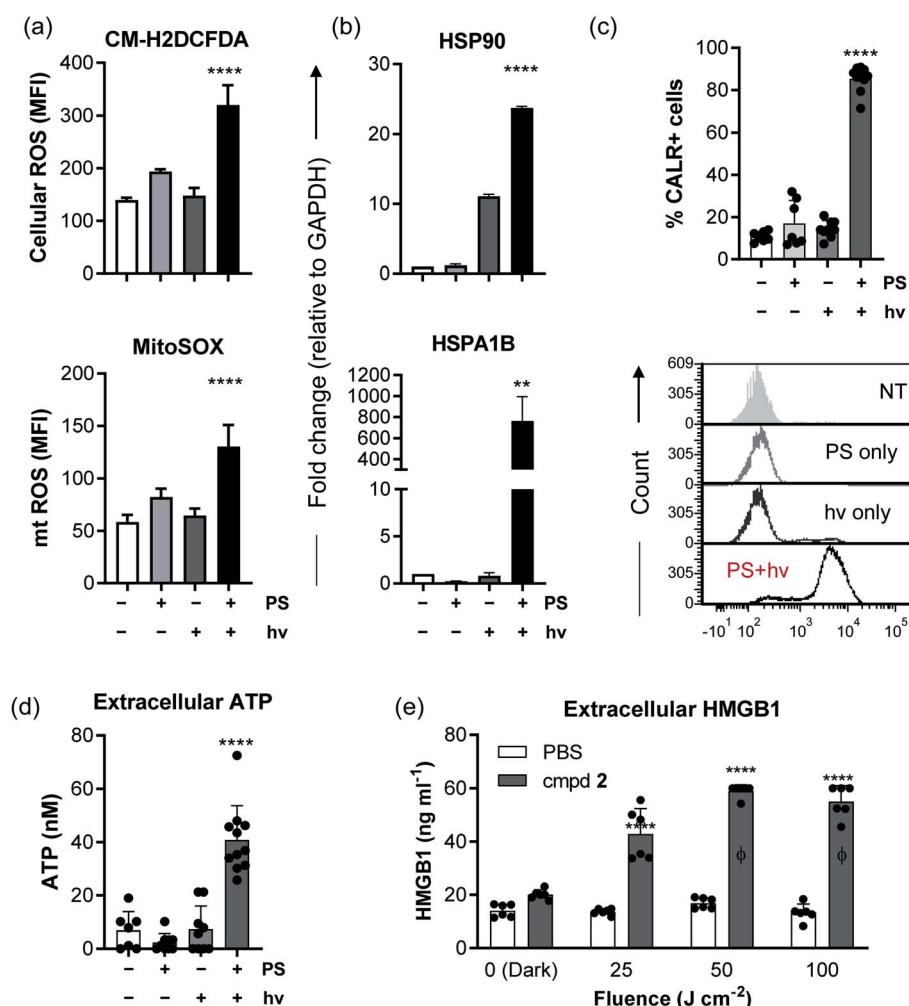 (a)
CM-H2DCFDA
400
300
200
100
0
Cellular ROS (MFI)
****
MitoSOX
200
150
100
50
0
mt ROS (MFI)
****
– + – + PS
– – + + hv
(b)
Fold change (relative to GAPDH)
HSP90
30
20
10
0
****
HSPA1B
1200
1000
800
600
400
200
4
2
0
**
– + – + PS
– – + + hv
(c)
% CALR+ cells
100
80
60
40
20
0
****
– + – + PS
– – + + hv
Count
609
305
0
NT
305
0
PS only
305
0
hv only
305
0
PS+hv
-10¹ 10² 10³ 10⁴ 10⁵
(d)
Extracellular ATP
ATP (nM)
80
60
40
20
0
****
– + – + PS
– – + + hv
(e)
Extracellular HMGB1
HMGB1 (ng ml⁻¹)
80
60
40
20
0
PBS
cmpd 2
****
****
****
ϕ ϕ
0 (Dark) 25 50 100
Fluence (J cm⁻²)